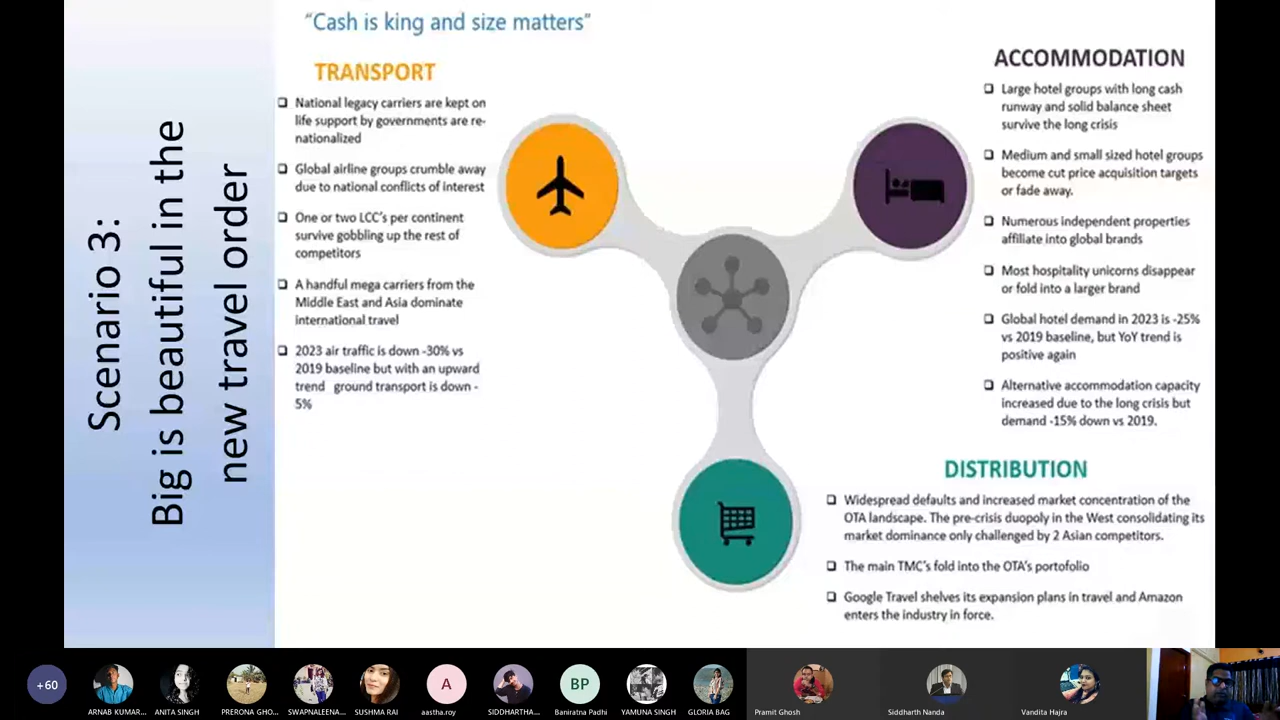 Scenario 3:
Big is beautiful in the
new travel order
“Cash is king and size matters”
TRANSPORT
National legacy carriers are kept on
life support by governments are re-
nationalized
Global airline groups crumble away
due to national conflicts of interest
One or two LCC’s per continent
survive gobbling up the rest of
competitors
A handful mega carriers from the
Middle East and Asia dominate
international travel
2023 air traffic is down -30% vs
2019 baseline but with an upward
trend ground transport is down -
5%
ACCOMMODATION
Large hotel groups with long cash
runway and solid balance sheet
survive the long crisis
Medium and small sized hotel groups
become cut price acquisition targets
or fade away.
Numerous independent properties
affiliate into global brands
Most hospitality unicorns disappear
or fold into a larger brand
Global hotel demand in 2023 is -25%
vs 2019 baseline, but YoY trend is
positive again
Alternative accommodation capacity
increased due to the long crisis but
demand -15% down vs 2019.
DISTRIBUTION
Widespread defaults and increased market concentration of the
OTA landscape. The pre-crisis duopoly in the West consolidating its
market dominance only challenged by 2 Asian competitors.
The main TMC’s fold into the OTA’s portofolio
Google Travel shelves its expansion plans in travel and Amazon
enters the industry in force.
+60
ARNAB KUMAR...
ANITA SINGH
PRERONA GHO...
SWAPNALEENA...
SUSHMA RAI
A
aastha.roy
SIDDHARTHA...
BP
Baniratna Padhi
YAMUNA SINGH
GLORIA BAG
Pramit Ghosh
Siddharth Nanda
Vandita Hajra